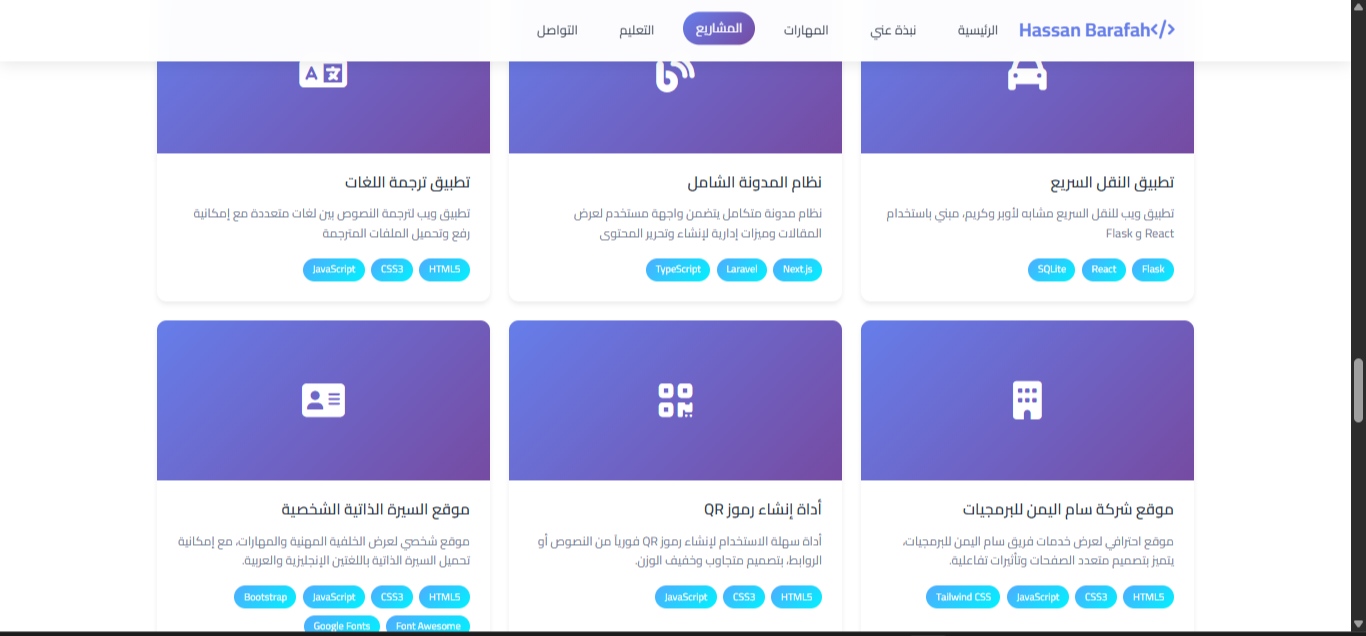 Hassan Barafah</>
الرئيسية
نبذة عني
المهارات
المشاريع
التعليم
التواصل
تطبيق النقل السريع
تطبيق ويب للنقل السريع مشابه لأوبر وكريم، مبني باستخدام
React و Flask
Flask
React
SQLite
نظام المدونة الشامل
نظام مدونة متكامل يتضمن واجهة مستخدم لعرض
المقالات وميزات إدارية لإنشاء وتحرير المحتوى
Next.js
Laravel
TypeScript
تطبيق ترجمة اللغات
تطبيق ويب لترجمة النصوص بين لغات متعددة مع إمكانية
رفع وتحميل الملفات المترجمة
HTML5
CSS3
JavaScript
موقع شركة سام اليمن للبرمجيات
موقع احترافي لعرض خدمات فريق سام اليمن للبرمجيات،
يتميز بتصميم متعدد الصفحات وتأثيرات تفاعلية.
HTML5
CSS3
JavaScript
Tailwind CSS
أداة إنشاء رموز QR
أداة سهلة الاستخدام لإنشاء رموز QR فورياً من النصوص أو
الروابط، بتصميم متجاوب وخفيف الوزن.
HTML5
CSS3
JavaScript
موقع السيرة الذاتية الشخصية
موقع شخصي لعرض الخلفية المهنية والمهارات، مع إمكانية
تحميل السيرة الذاتية باللغتين الإنجليزية والعربية.
HTML5
CSS3
JavaScript
Bootstrap
Font Awesome
Google Fonts